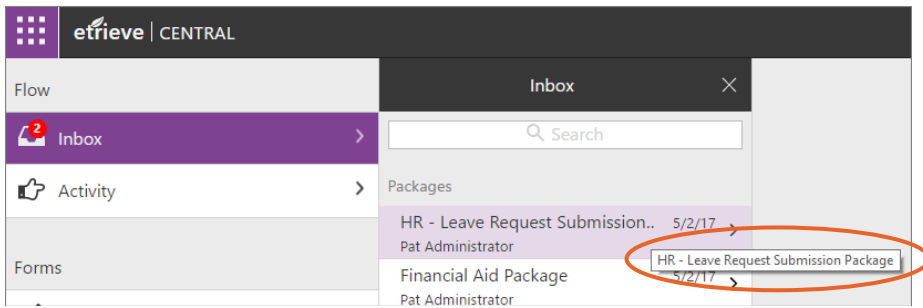 etrieve | CENTRAL
Flow
2
Inbox
Activity
Forms
Inbox
Search
Packages
HR - Leave Request Submission.. 5/2/17
Pat Administrator
HR - Leave Request Submission Package
Financial Aid Package 5/2/17
Pat Administrator